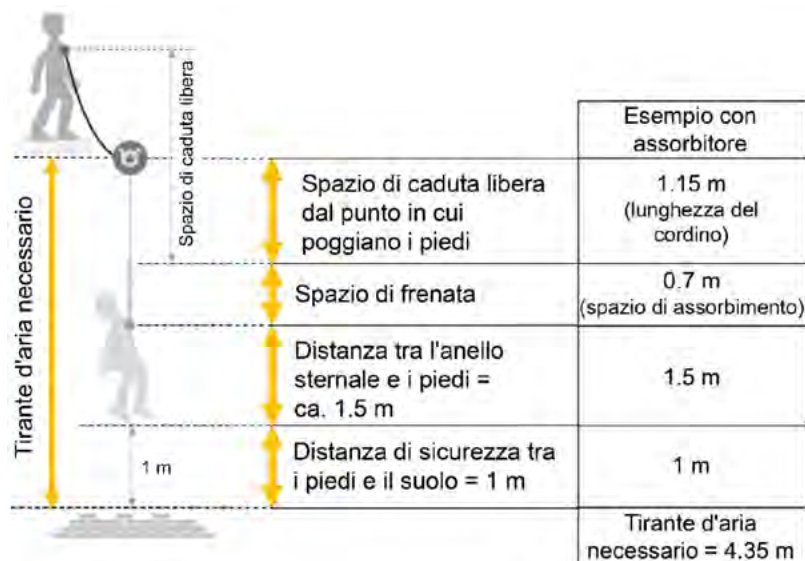 Tirante d'aria necessario
Spazio di caduta libera
1 m
Esempio con
assorbitore
Spazio di caduta libera
dal punto in cui
poggiano i piedi
1.15 m
(lunghezza del
cordino)
Spazio di frenata
0.7 m
(spazio di assorbimento)
Distanza tra l'anello
sternale e i piedi =
ca. 1.5 m
1.5 m
Distanza di sicurezza tra
i piedi e il suolo = 1 m
1 m
Tirante d'aria
necessario = 4.35 m